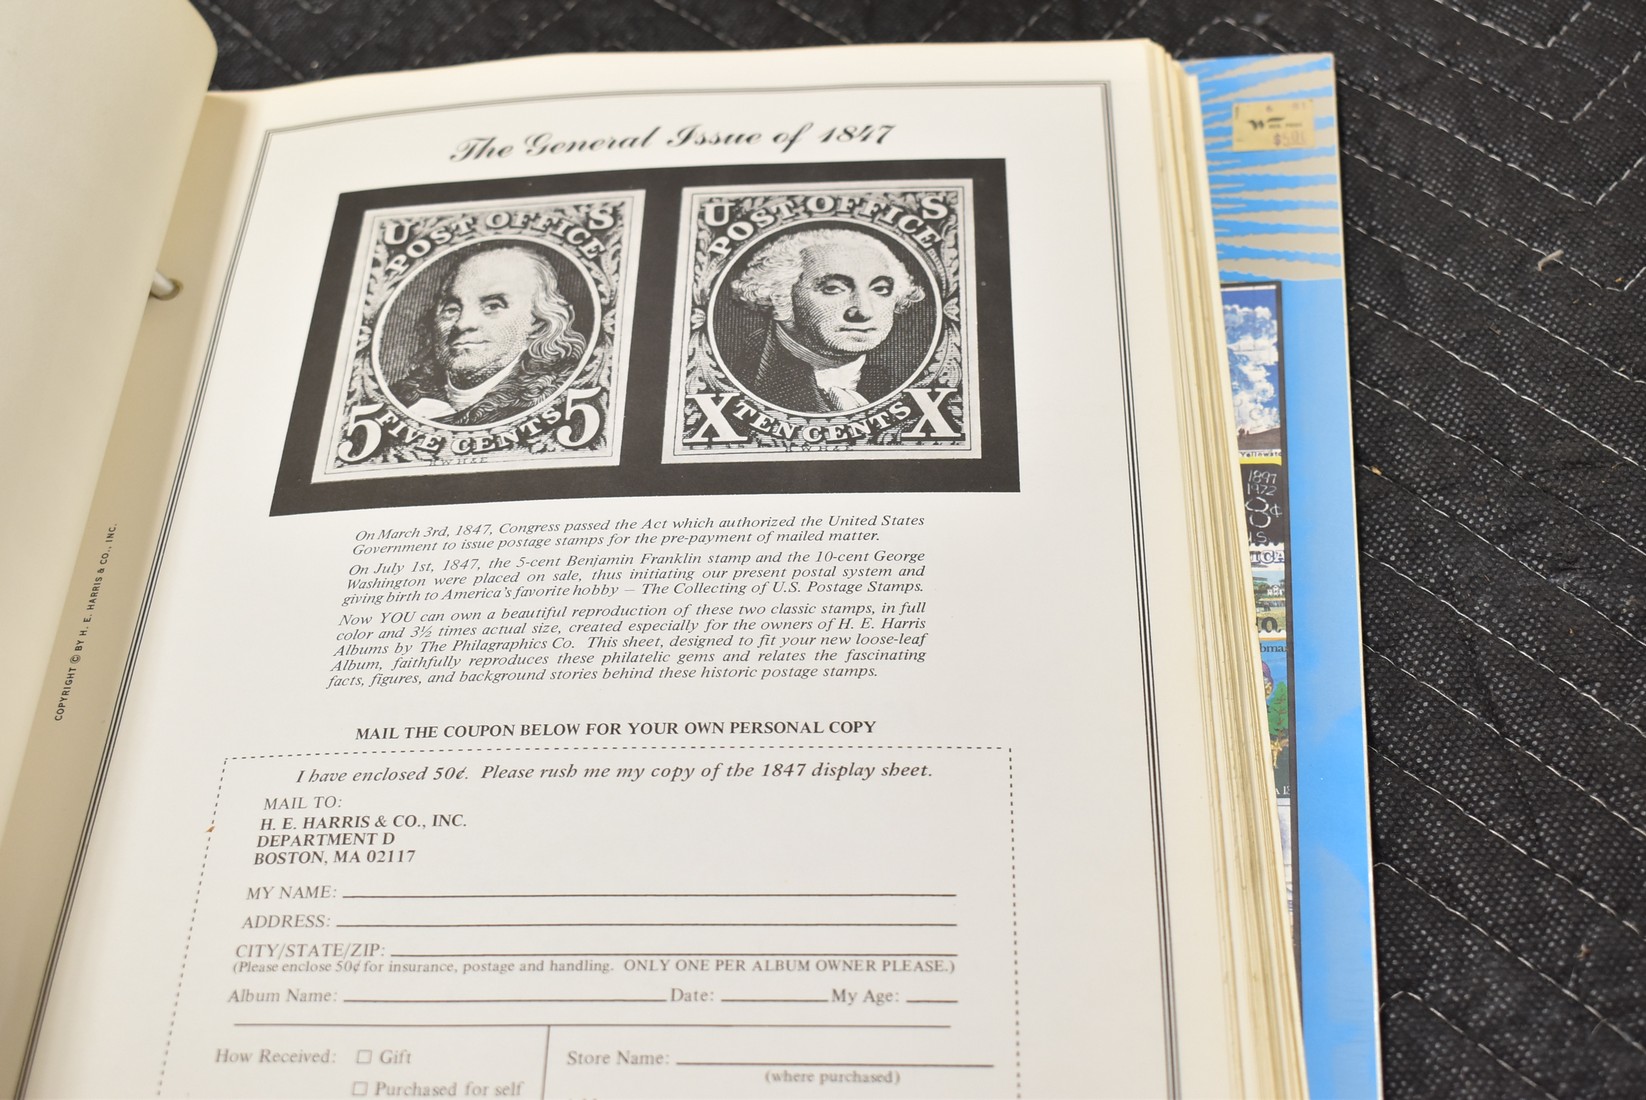 The General Issue of 1847
U S
POST OFFICE
5 FIVE CENTS 5
R W H & E
U S
POST OFFICE
X TEN CENTS X
On March 3rd, 1847, Congress passed the Act which authorized the United States
Government to issue postage stamps for the pre-payment of mailed matter.
On July 1st, 1847, the 5-cent Benjamin Franklin stamp and the 10-cent George
Washington were placed on sale, thus initiating our present postal system and
giving birth to America's favorite hobby — The Collecting of U.S. Postage Stamps.
Now YOU can own a beautiful reproduction of these two classic stamps, in full
color and 3½ times actual size, created especially for the owners of H. E. Harris
Albums by The Philagraphics Co. This sheet, designed to fit your new loose-leaf
Album, faithfully reproduces these philatelic gems and relates the fascinating
facts, figures, and background stories behind these historic postage stamps.
MAIL THE COUPON BELOW FOR YOUR OWN PERSONAL COPY
I have enclosed 50¢. Please rush me my copy of the 1847 display sheet.
MAIL TO:
H. E. HARRIS & CO., INC.
DEPARTMENT D
BOSTON, MA 02117
MY NAME:
ADDRESS:
CITY/STATE/ZIP:
(Please enclose 50¢ for insurance, postage and handling. ONLY ONE PER ALBUM OWNER PLEASE.)
Album Name: Date: My Age:
How Received: ☐ Gift
☐ Purchased for self
Store Name:
(where purchased)
COPYRIGHT © BY H. E. HARRIS & CO., INC.
1897
1972
8¢